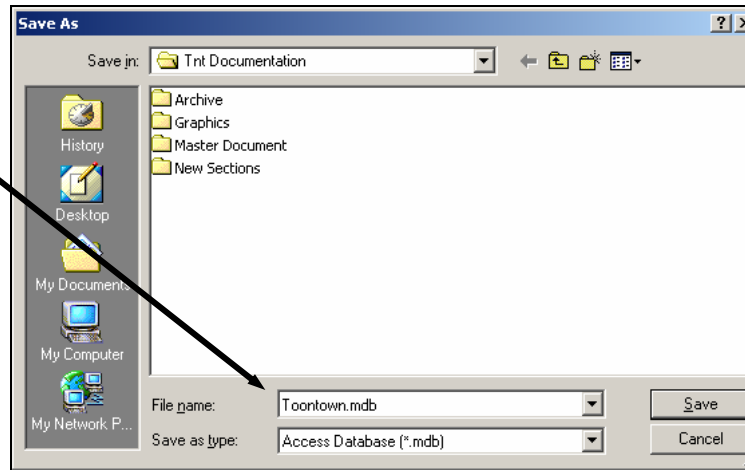 Save As
Save in: Tnt Documentation
Archive
Graphics
Master Document
New Sections
History
Desktop
My Documents
My Computer
My Network P...
File name: Toontown.mdb Save
Save as type: Access Database (*.mdb) Cancel